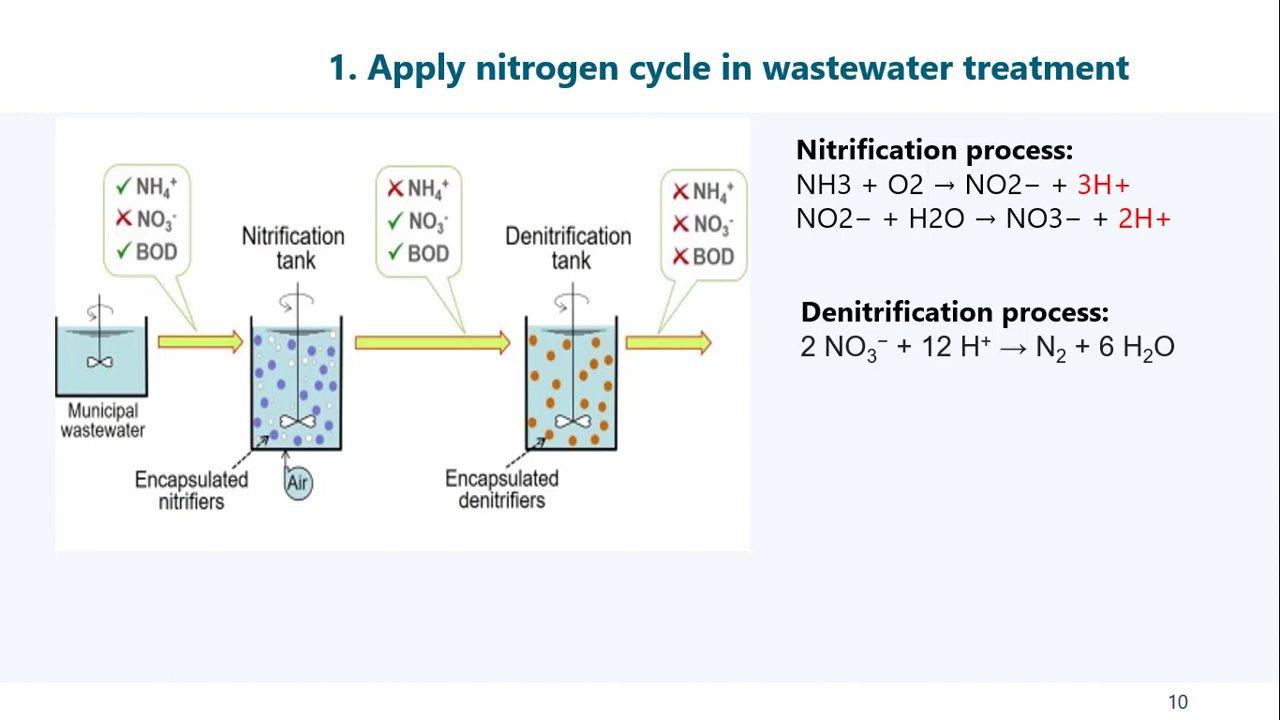 1. Apply nitrogen cycle in wastewater treatment
✓ NH₄⁺
✗ NO₃⁻
✓ BOD
Nitrification
tank
✗ NH₄⁺
✓ NO₃⁻
✓ BOD
Denitrification
tank
✗ NH₄⁺
✗ NO₃⁻
✗ BOD
Municipal
wastewater
Encapsulated
nitrifiers
Air
Encapsulated
denitrifiers
Nitrification process:
NH3 + O2 → NO2− + 3H+
NO2− + H2O → NO3− + 2H+
Denitrification process:
2 NO₃⁻ + 12 H⁺ → N₂ + 6 H₂O
10